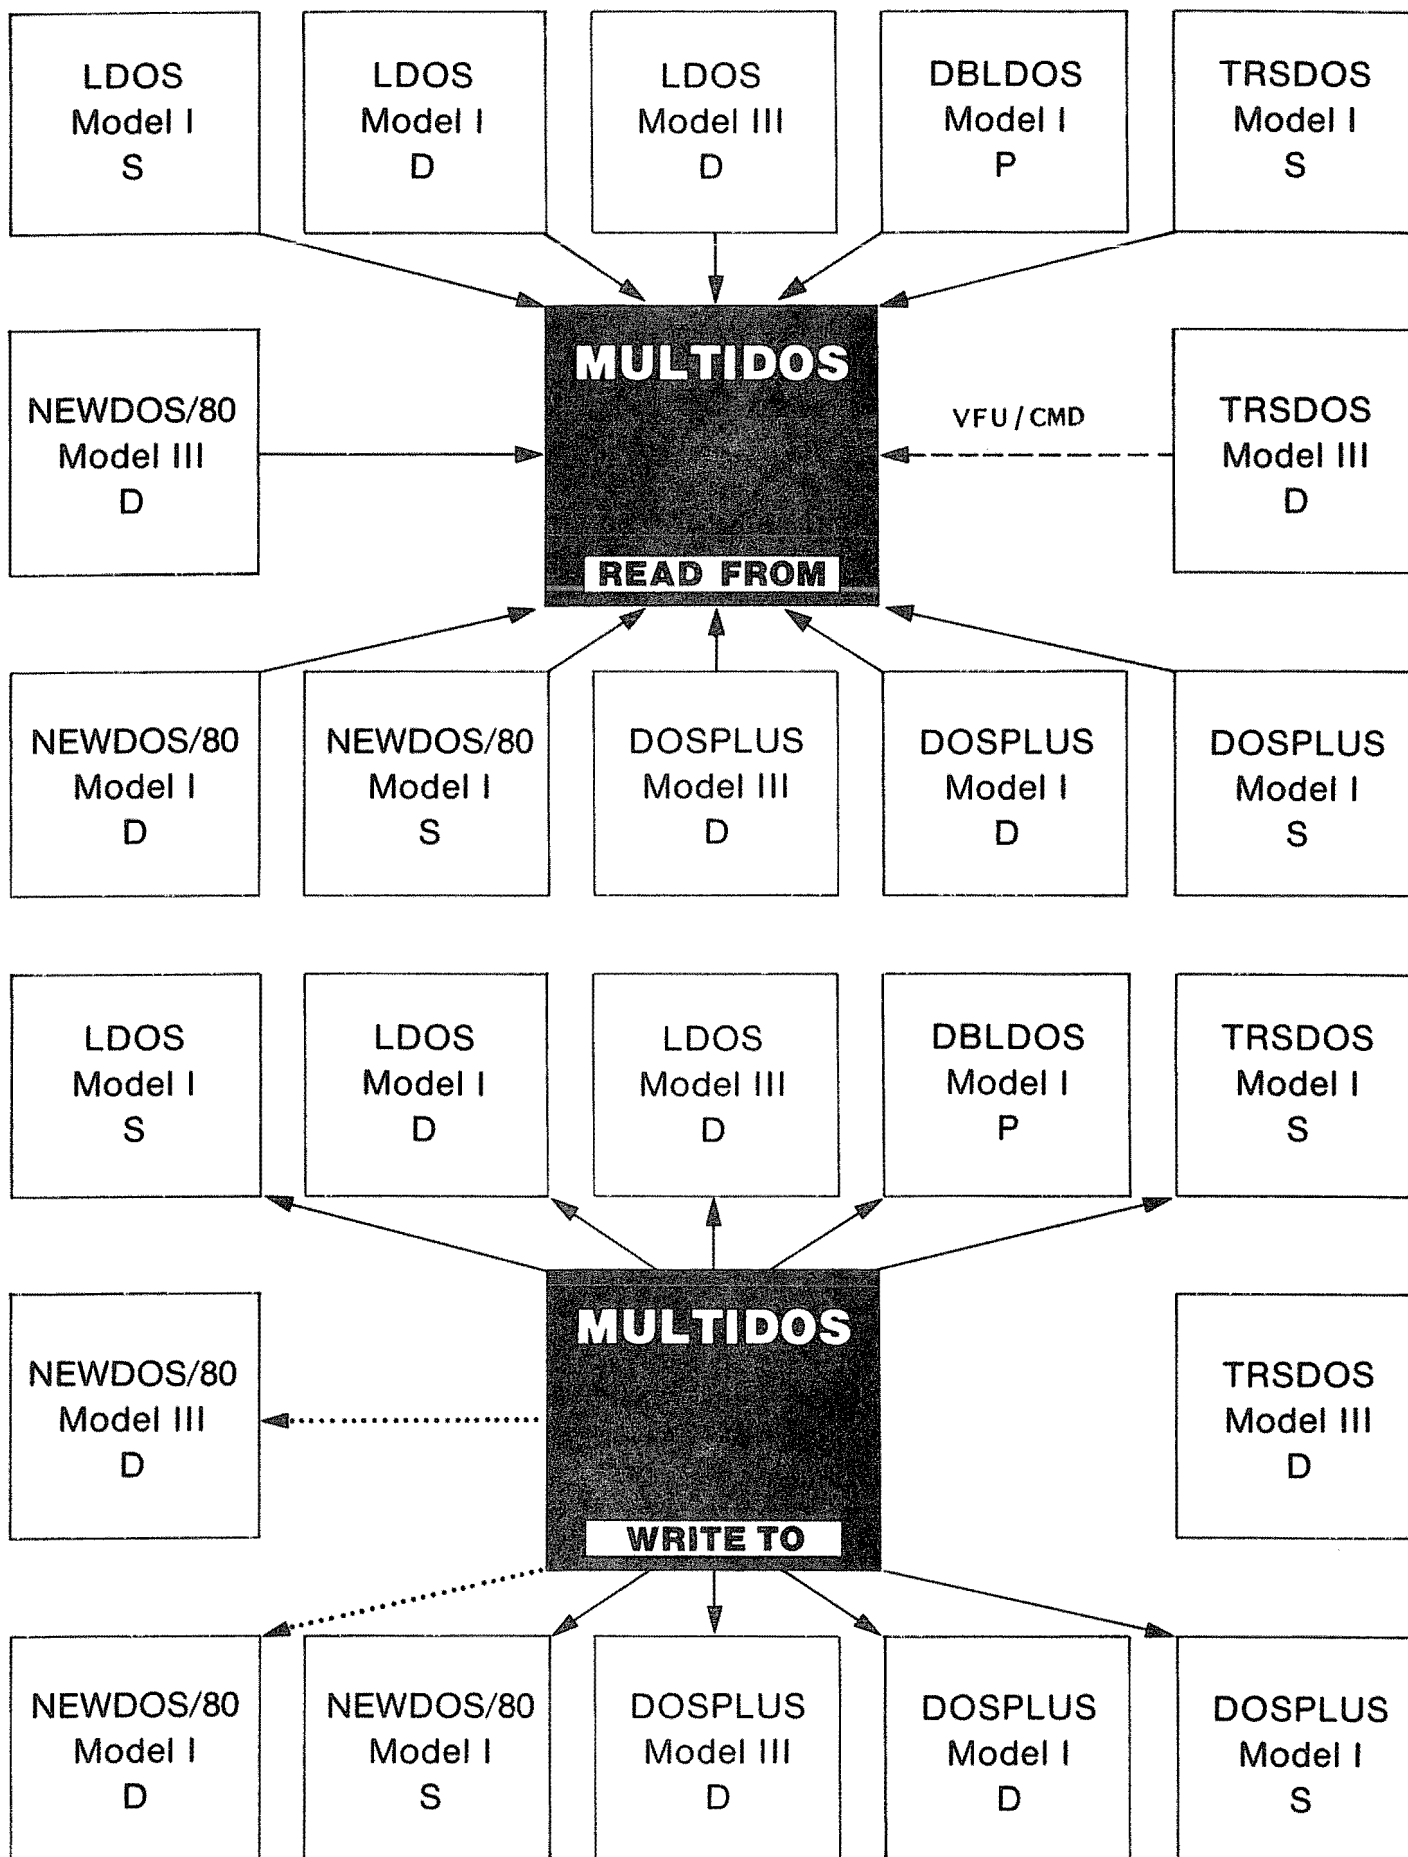 LDOS
Model I
S
LDOS
Model I
D
LDOS
Model III
D
DBLDOS
Model I
P
TRSDOS
Model I
S
NEWDOS/80
Model III
D
MULTIDOS
READ FROM
VFU/CMD
TRSDOS
Model III
D
NEWDOS/80
Model I
D
NEWDOS/80
Model I
S
DOSPLUS
Model III
D
DOSPLUS
Model I
D
DOSPLUS
Model I
S
LDOS
Model I
S
LDOS
Model I
D
LDOS
Model III
D
DBLDOS
Model I
P
TRSDOS
Model I
S
NEWDOS/80
Model III
D
MULTIDOS
WRITE TO
TRSDOS
Model III
D
NEWDOS/80
Model I
D
NEWDOS/80
Model I
S
DOSPLUS
Model III
D
DOSPLUS
Model I
D
DOSPLUS
Model I
S